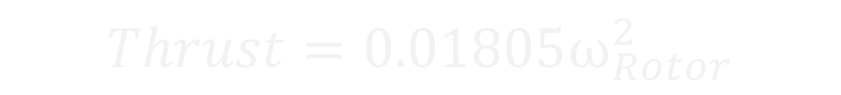 Thrust = 0.01805ω²_Rotor